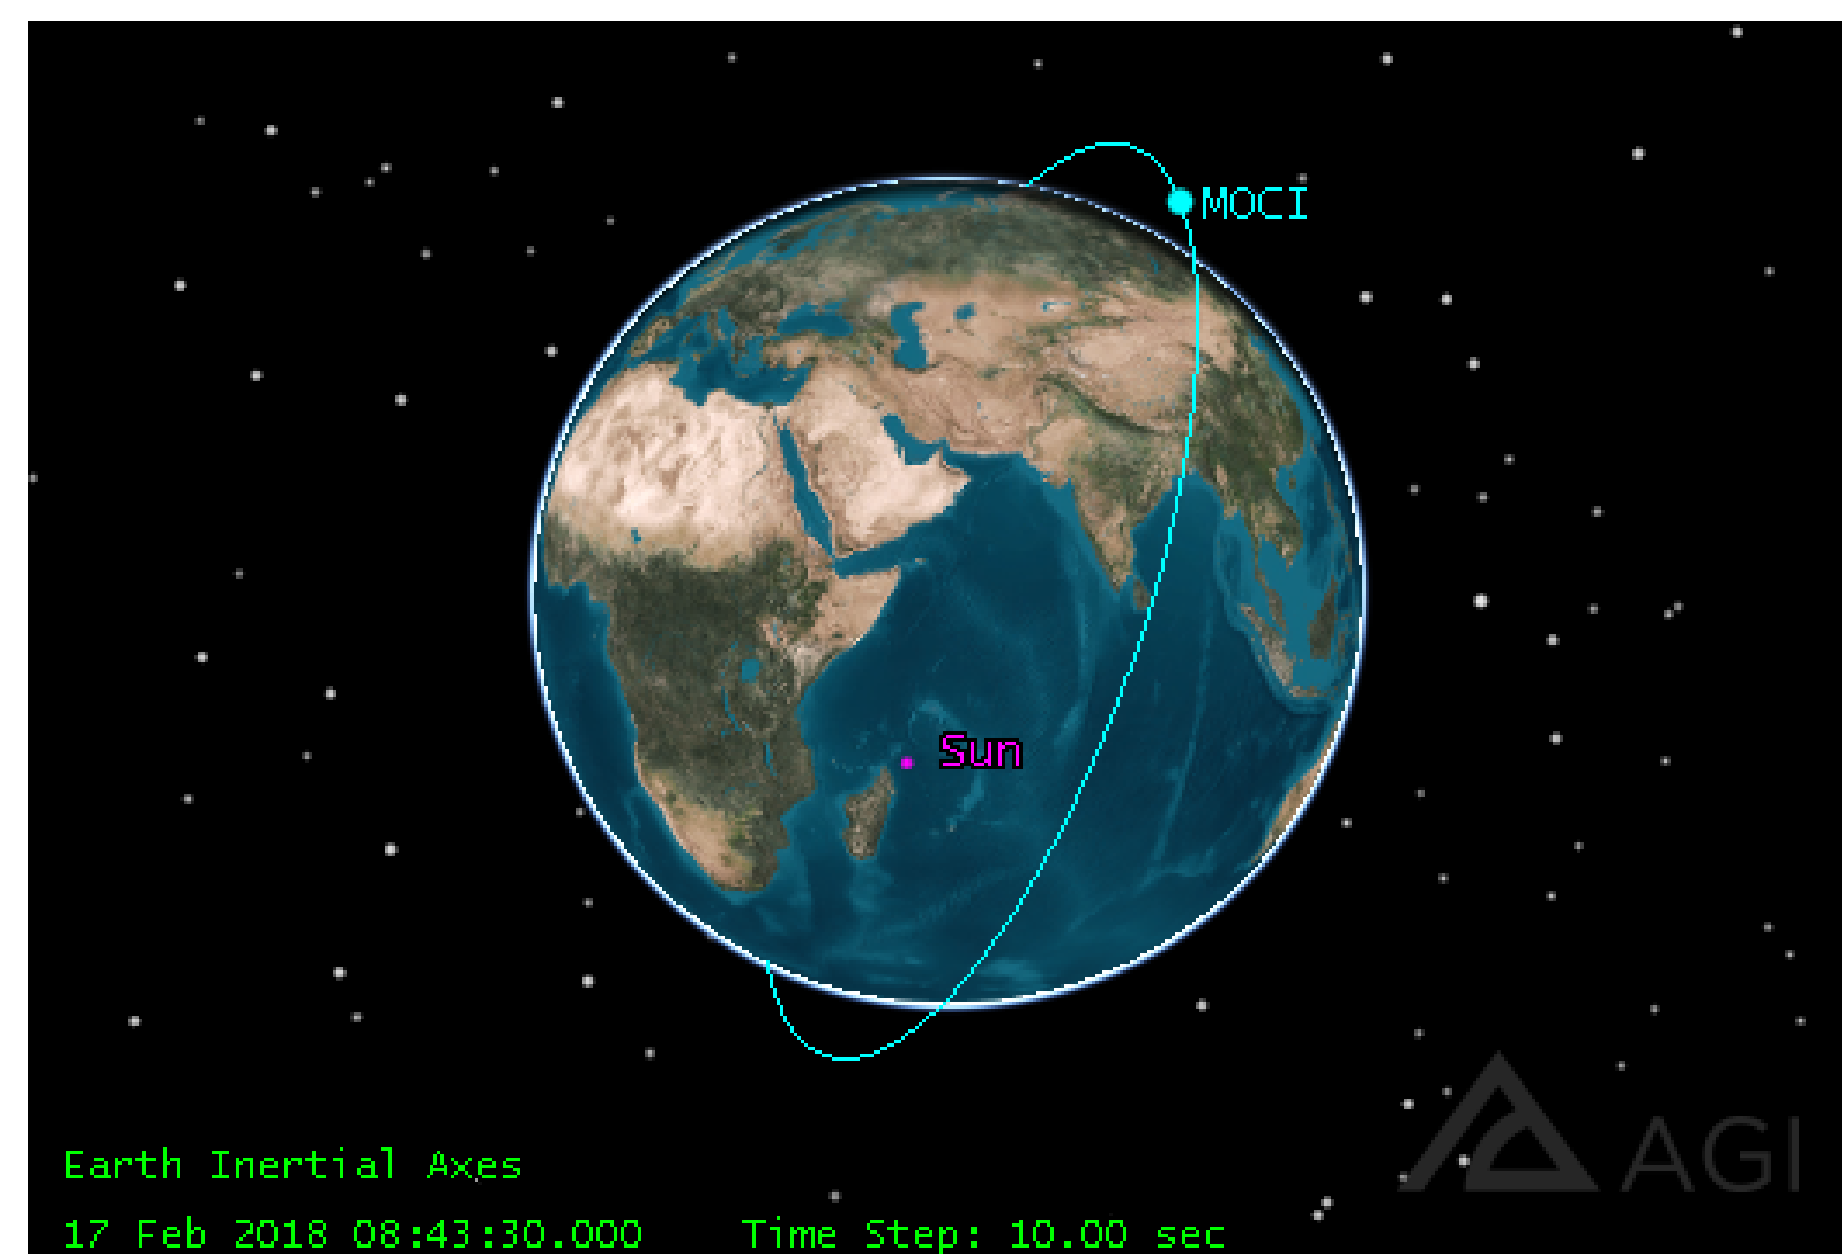 MOCI
Sun
AGI
Earth Inertial Axes
17 Feb 2018 08:43:30.000 Time Step: 10.00 sec